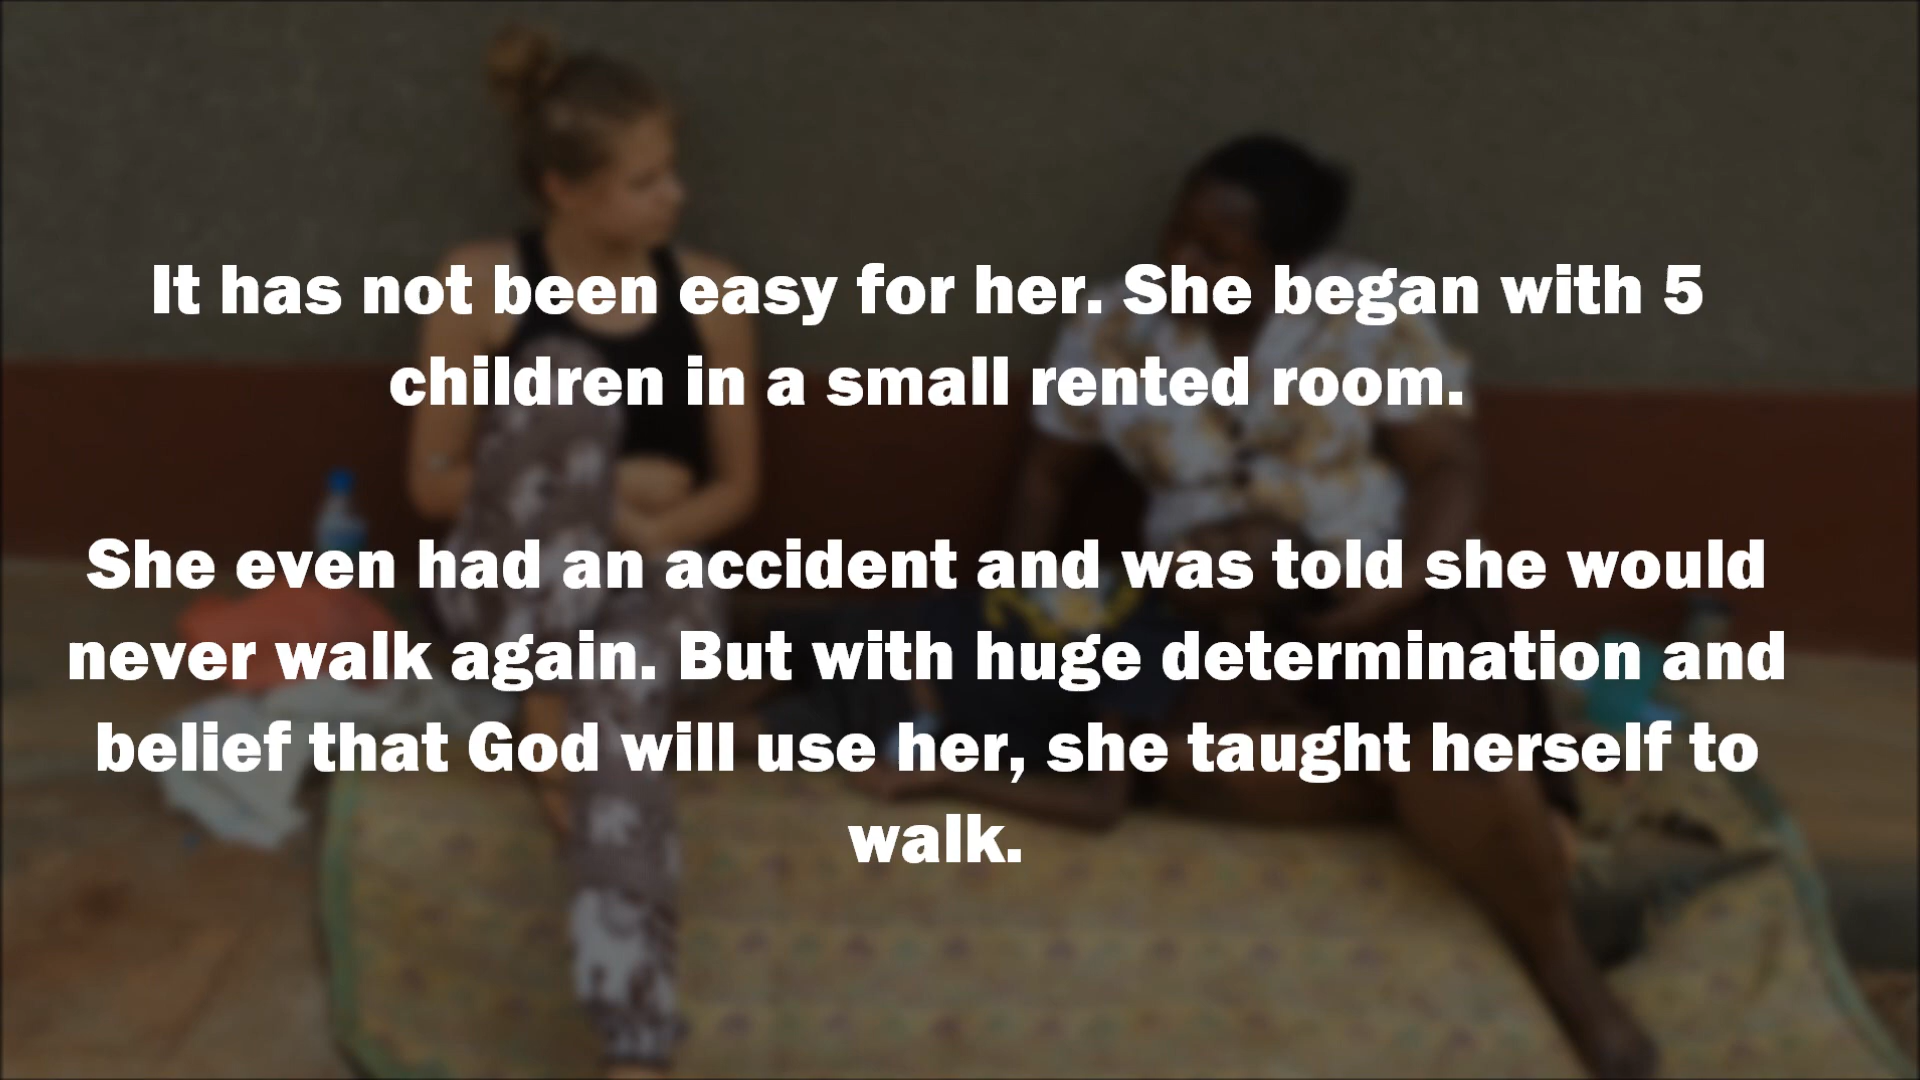 It has not been easy for her. She began with 5
children in a small rented room.
She even had an accident and was told she would
never walk again. But with huge determination and
belief that God will use her, she taught herself to
walk.